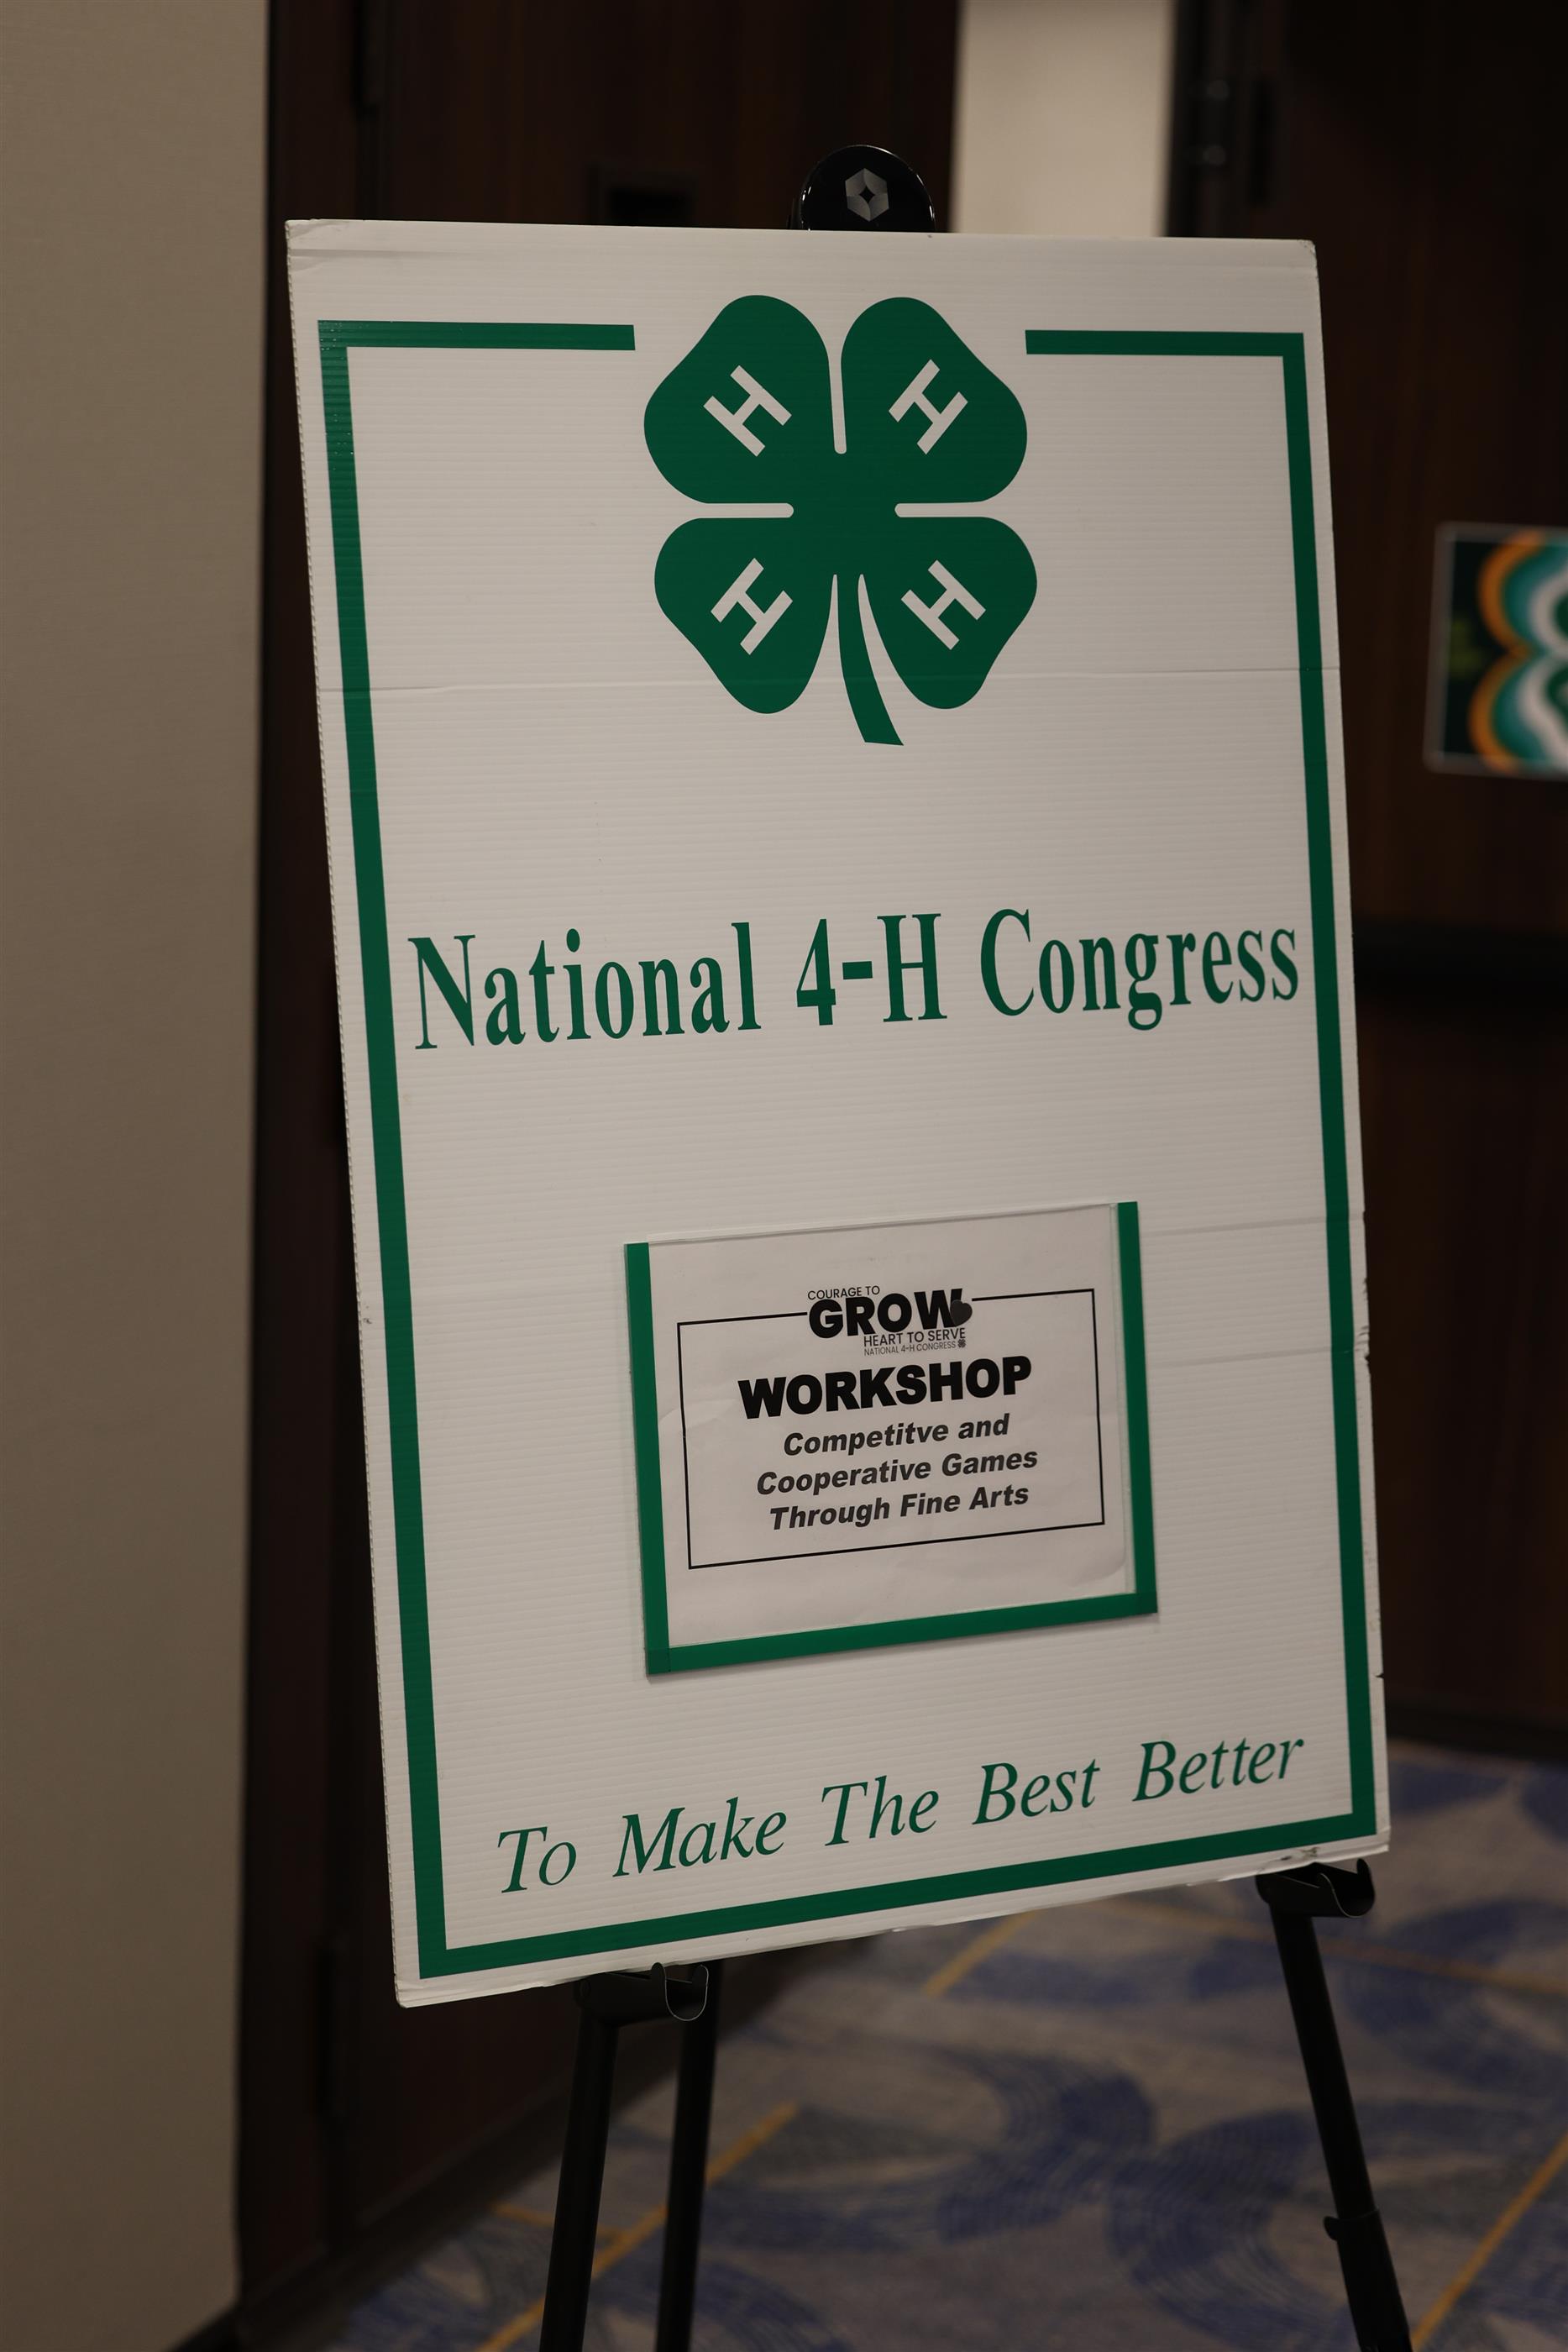 H H
H H
National 4-H Congress
COURAGE TO
GROW
HEART TO SERVE
NATIONAL 4-H CONGRESS
WORKSHOP
Competitve and
Cooperative Games
Through Fine Arts
To Make The Best Better